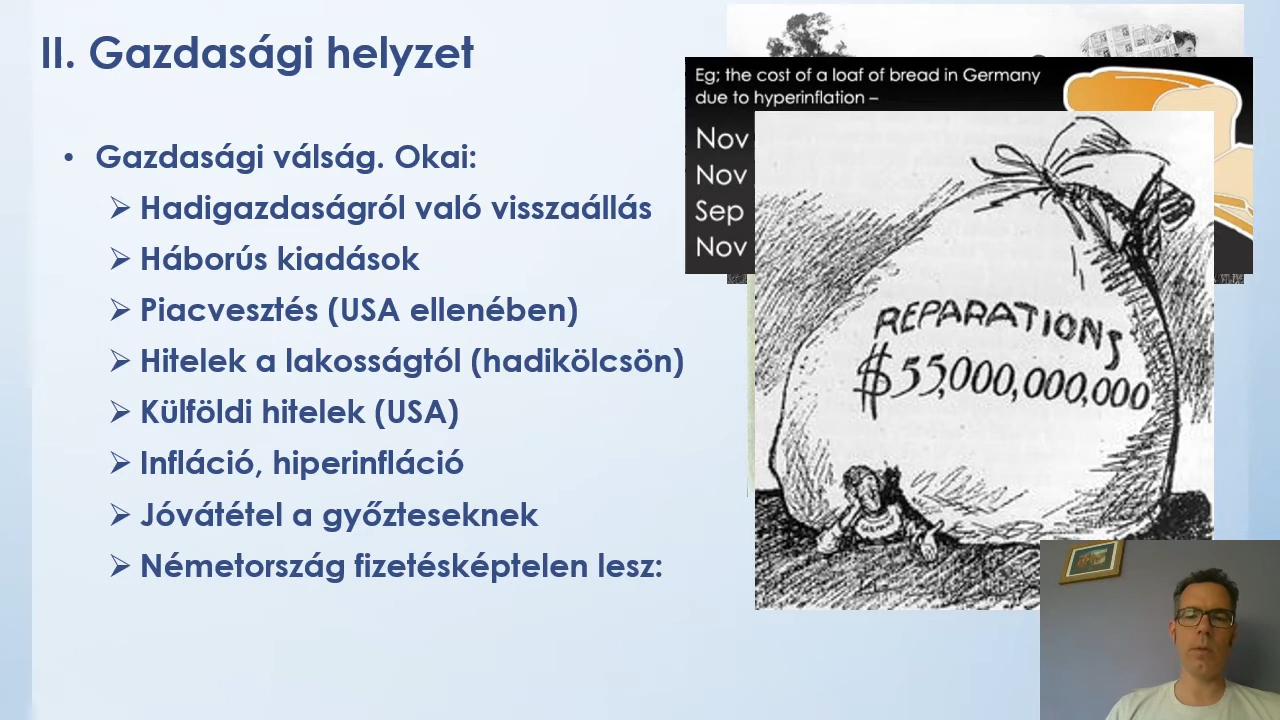 II. Gazdasági helyzet
• Gazdasági válság. Okai:
➢ Hadigazdaságról való visszaállás
➢ Háborús kiadások
➢ Piacvesztés (USA ellenében)
➢ Hitelek a lakosságtól (hadikölcsön)
➢ Külföldi hitelek (USA)
➢ Infláció, hiperinfláció
➢ Jóvátétel a győzteseknek
➢ Németország fizetésképtelen lesz:
Eg; the cost of a loaf of bread in Germany
due to hyperinflation –
Nov
Nov
Sep
Nov
REPARATIONS
$55,000,000,000